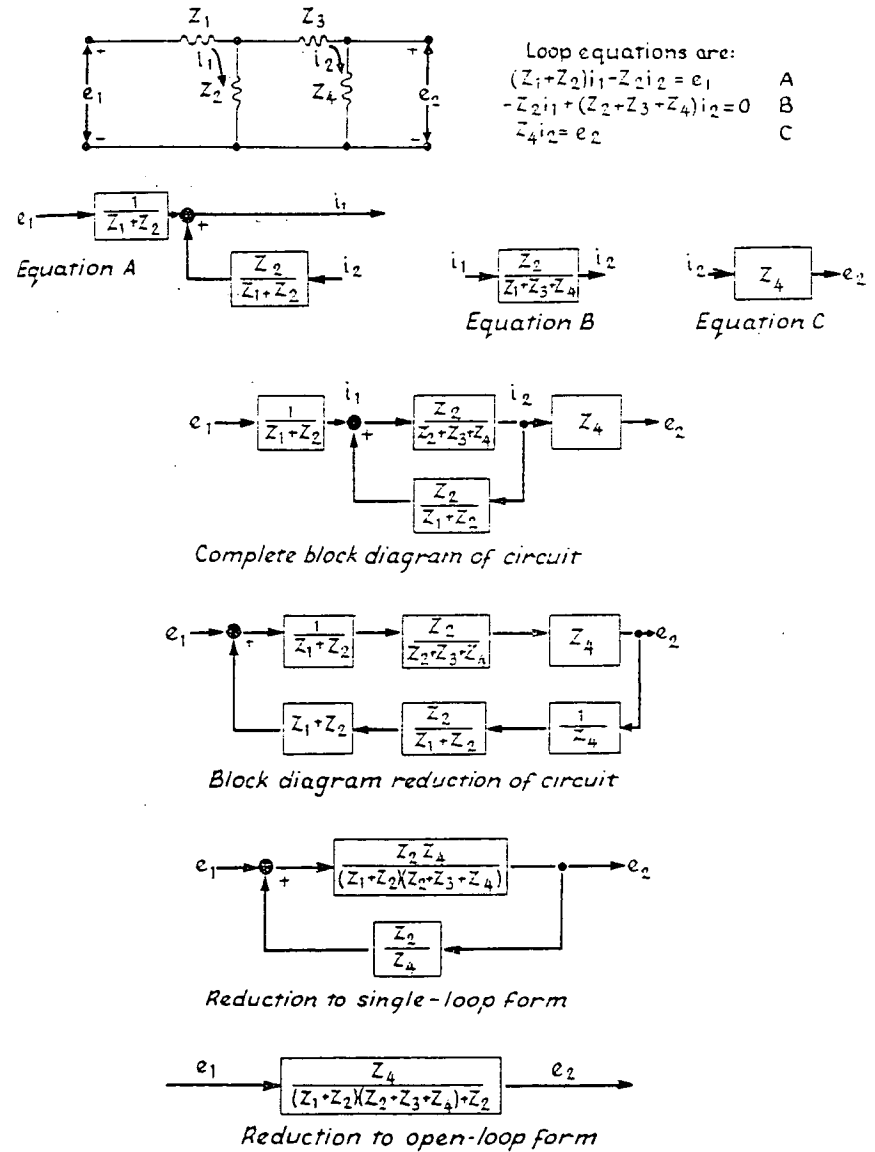 Z1 Z3
+ i1 i2 +
e1 Z2 Z4 e2
- -
Loop equations are:
(Z1+Z2)i1-Z2i2=e1 A
-Z2i1+(Z2+Z3+Z4)i2=0 B
Z4i2=e2 C
e1 1/(Z1+Z2) + i1
Z2/(Z1+Z2) i2
Equation A
i1 Z2/(Z1+Z3+Z4) i2
Equation B
i2 Z4 e2
Equation C
e1 1/(Z1+Z2) i1 + Z2/(Z2+Z3+Z4) i2 Z4 e2
Z2/(Z1+Z2)
Complete block diagram of circuit
e1 + 1/(Z1+Z2) Z2/(Z2+Z3+Z4) Z4 e2
Z1+Z2 Z2/(Z1+Z2) 1/Z4
Block diagram reduction of circuit
e1 + Z2Z4/((Z1+Z2)(Z2+Z3+Z4)) e2
Z2/Z4
Reduction to single-loop form
e1 Z4/((Z1+Z2)(Z2+Z3+Z4)+Z2) e2
Reduction to open-loop form